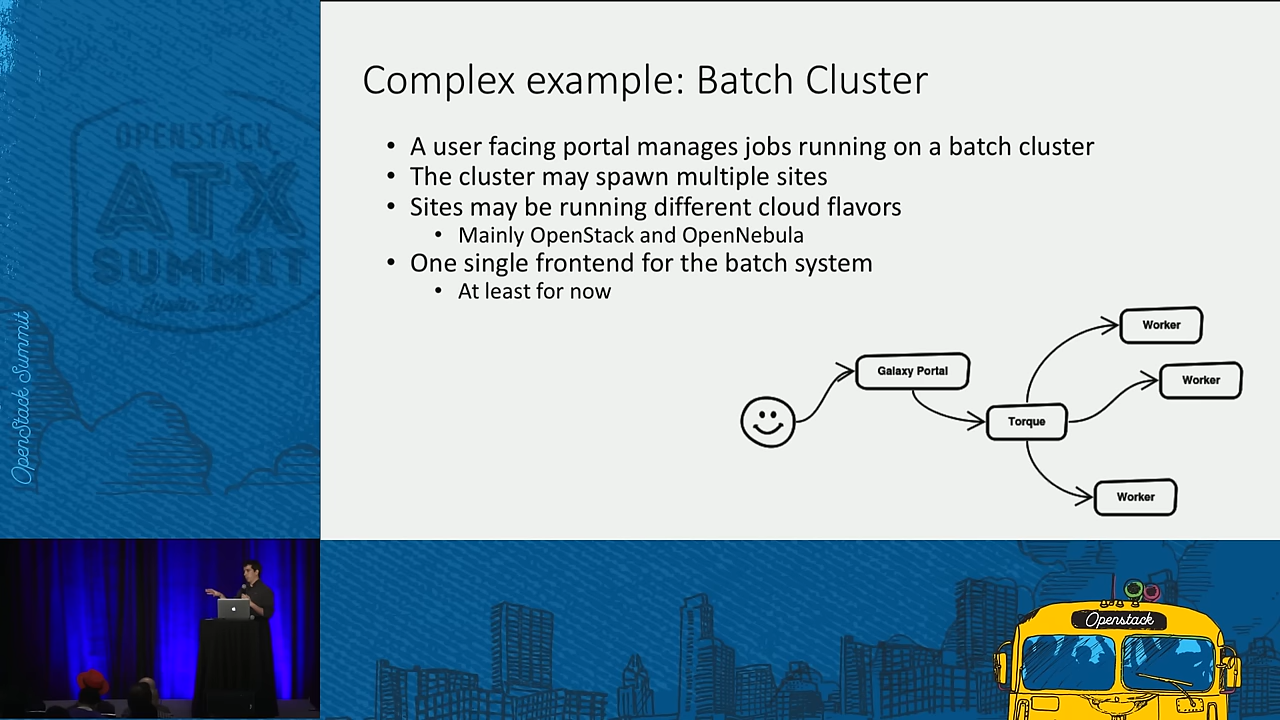 Complex example: Batch Cluster
• A user facing portal manages jobs running on a batch cluster
• The cluster may spawn multiple sites
• Sites may be running different cloud flavors
• Mainly OpenStack and OpenNebula
• One single frontend for the batch system
• At least for now
Worker
Galaxy Portal
Worker
Torque
Worker
OPENSTACK
ATX
SUMMIT
OpenStack Summit
Openstack